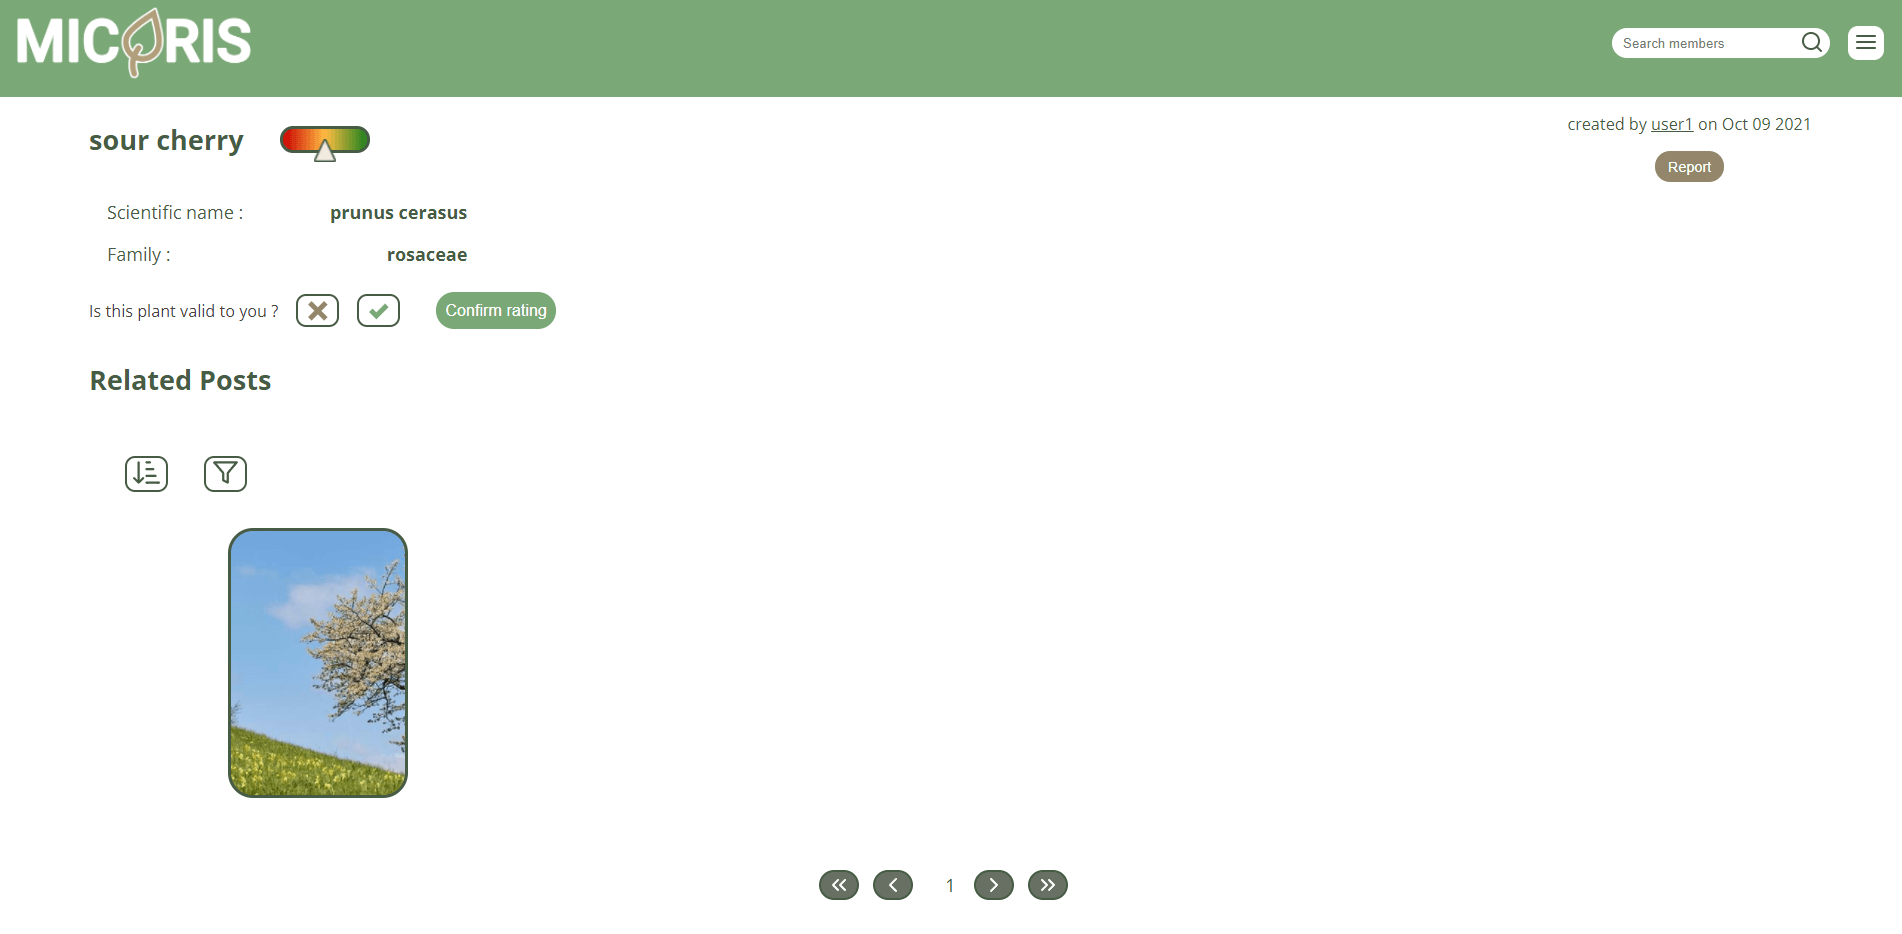 MICORIS
Search members
sour cherry
created by user1 on Oct 09 2021
Report
Scientific name :
prunus cerasus
Family :
rosaceae
Is this plant valid to you ?
Confirm rating
Related Posts
1